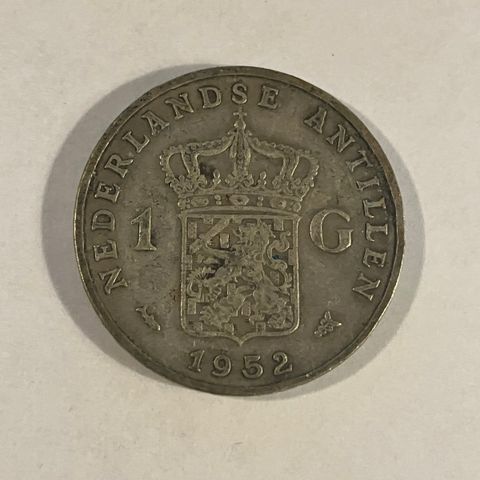 NEDERLANDSE ANTILLEN
1 G
1952